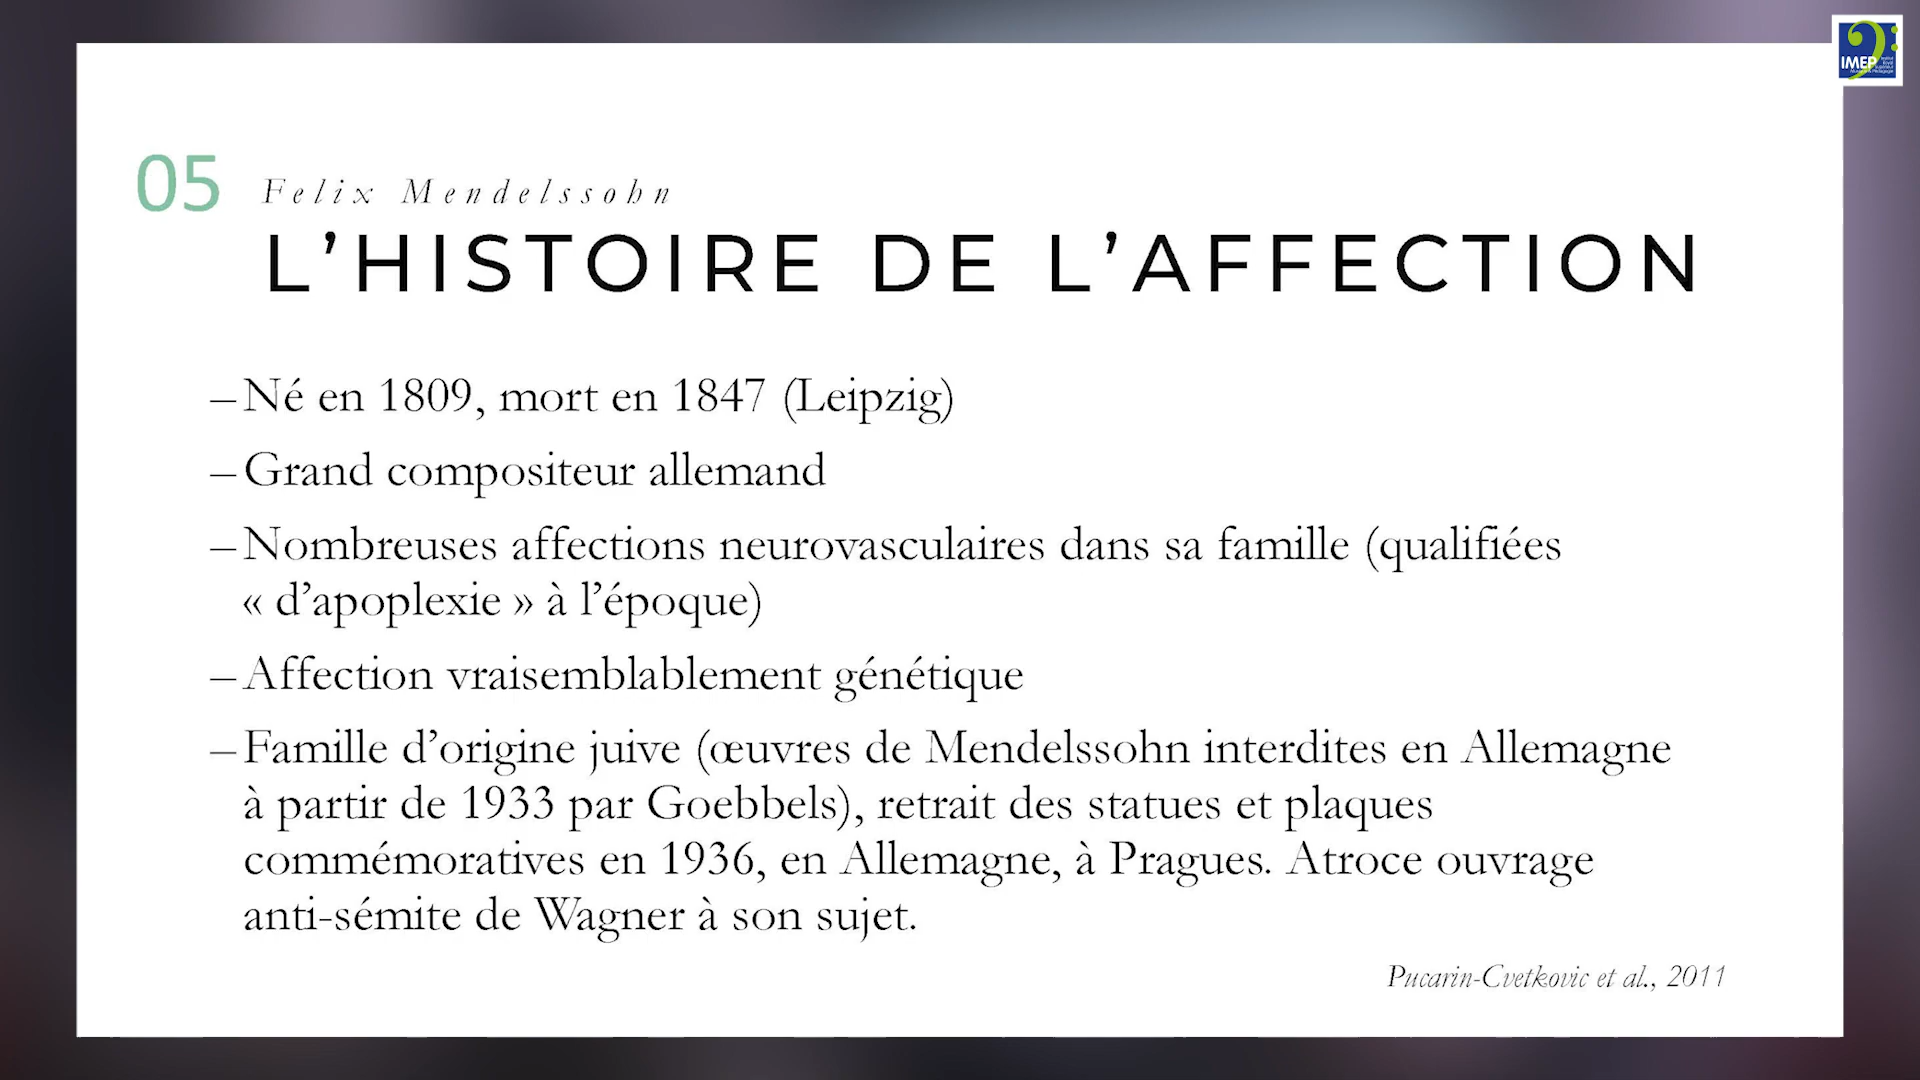 IMEP
05
Felix Mendelssohn
L’HISTOIRE DE L’AFFECTION
– Né en 1809, mort en 1847 (Leipzig)
– Grand compositeur allemand
– Nombreuses affections neurovasculaires dans sa famille (qualifiées
« d’apoplexie » à l’époque)
– Affection vraisemblablement génétique
– Famille d’origine juive (œuvres de Mendelssohn interdites en Allemagne
à partir de 1933 par Goebbels), retrait des statues et plaques
commémoratives en 1936, en Allemagne, à Pragues. Atroce ouvrage
anti-sémite de Wagner à son sujet.
Pucarin-Cvetkovic et al., 2011